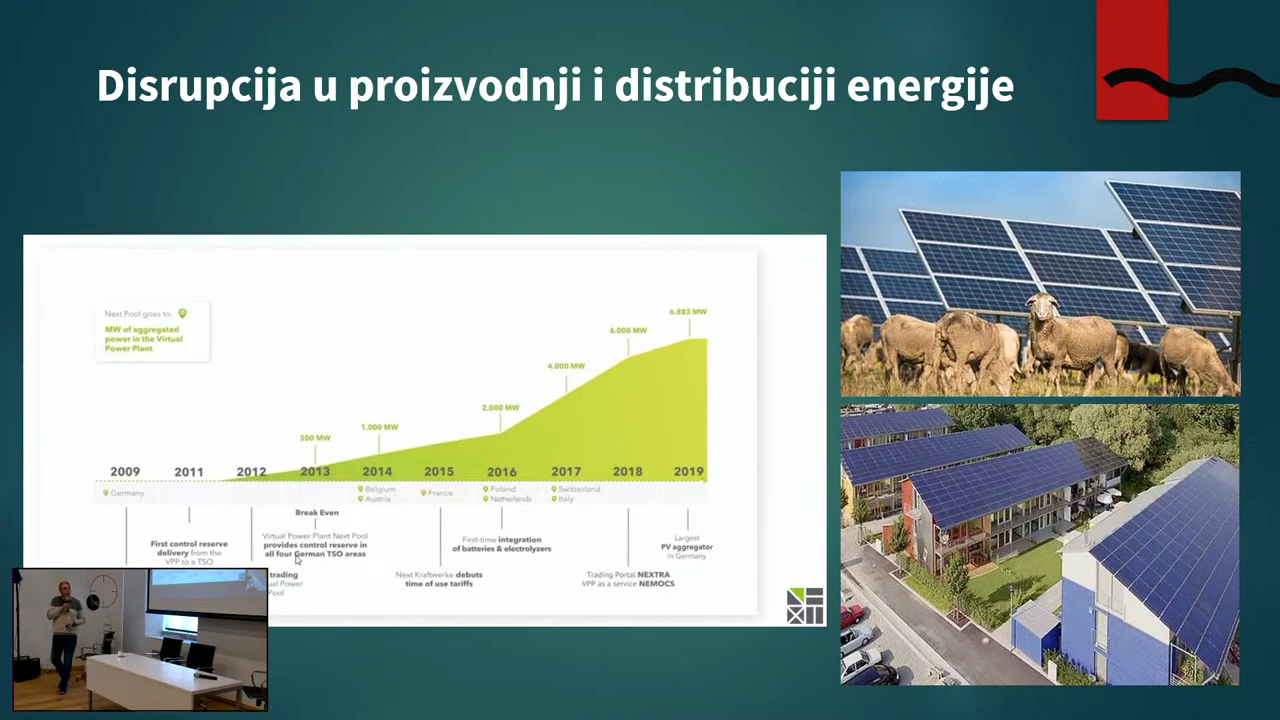 Disrupcija u proizvodnji i distribuciji energije
Next Pool goes to:
MW of aggregated
power in the Virtual
Power Plant
500 MW
1.000 MW
2.000 MW
4.000 MW
6.000 MW
6.883 MW
2009
2011
2012
2013
2014
2015
2016
2017
2018
2019
Germany
Belgium
Austria
France
Poland
Netherlands
Switzerland
Italy
First control reserve
delivery from the
VPP to a TSO
trading
ual Power
Pool
Break Even
Virtual Power Plant Next Pool
provides control reserve in
all four German TSO areas
Next Kraftwerke debuts
time of use tariffs
First-time integration
of batteries & electrolyzers
Trading Portal NEXTRA
VPP as a service NEMOCS
Largest
PV aggregator
in Germany